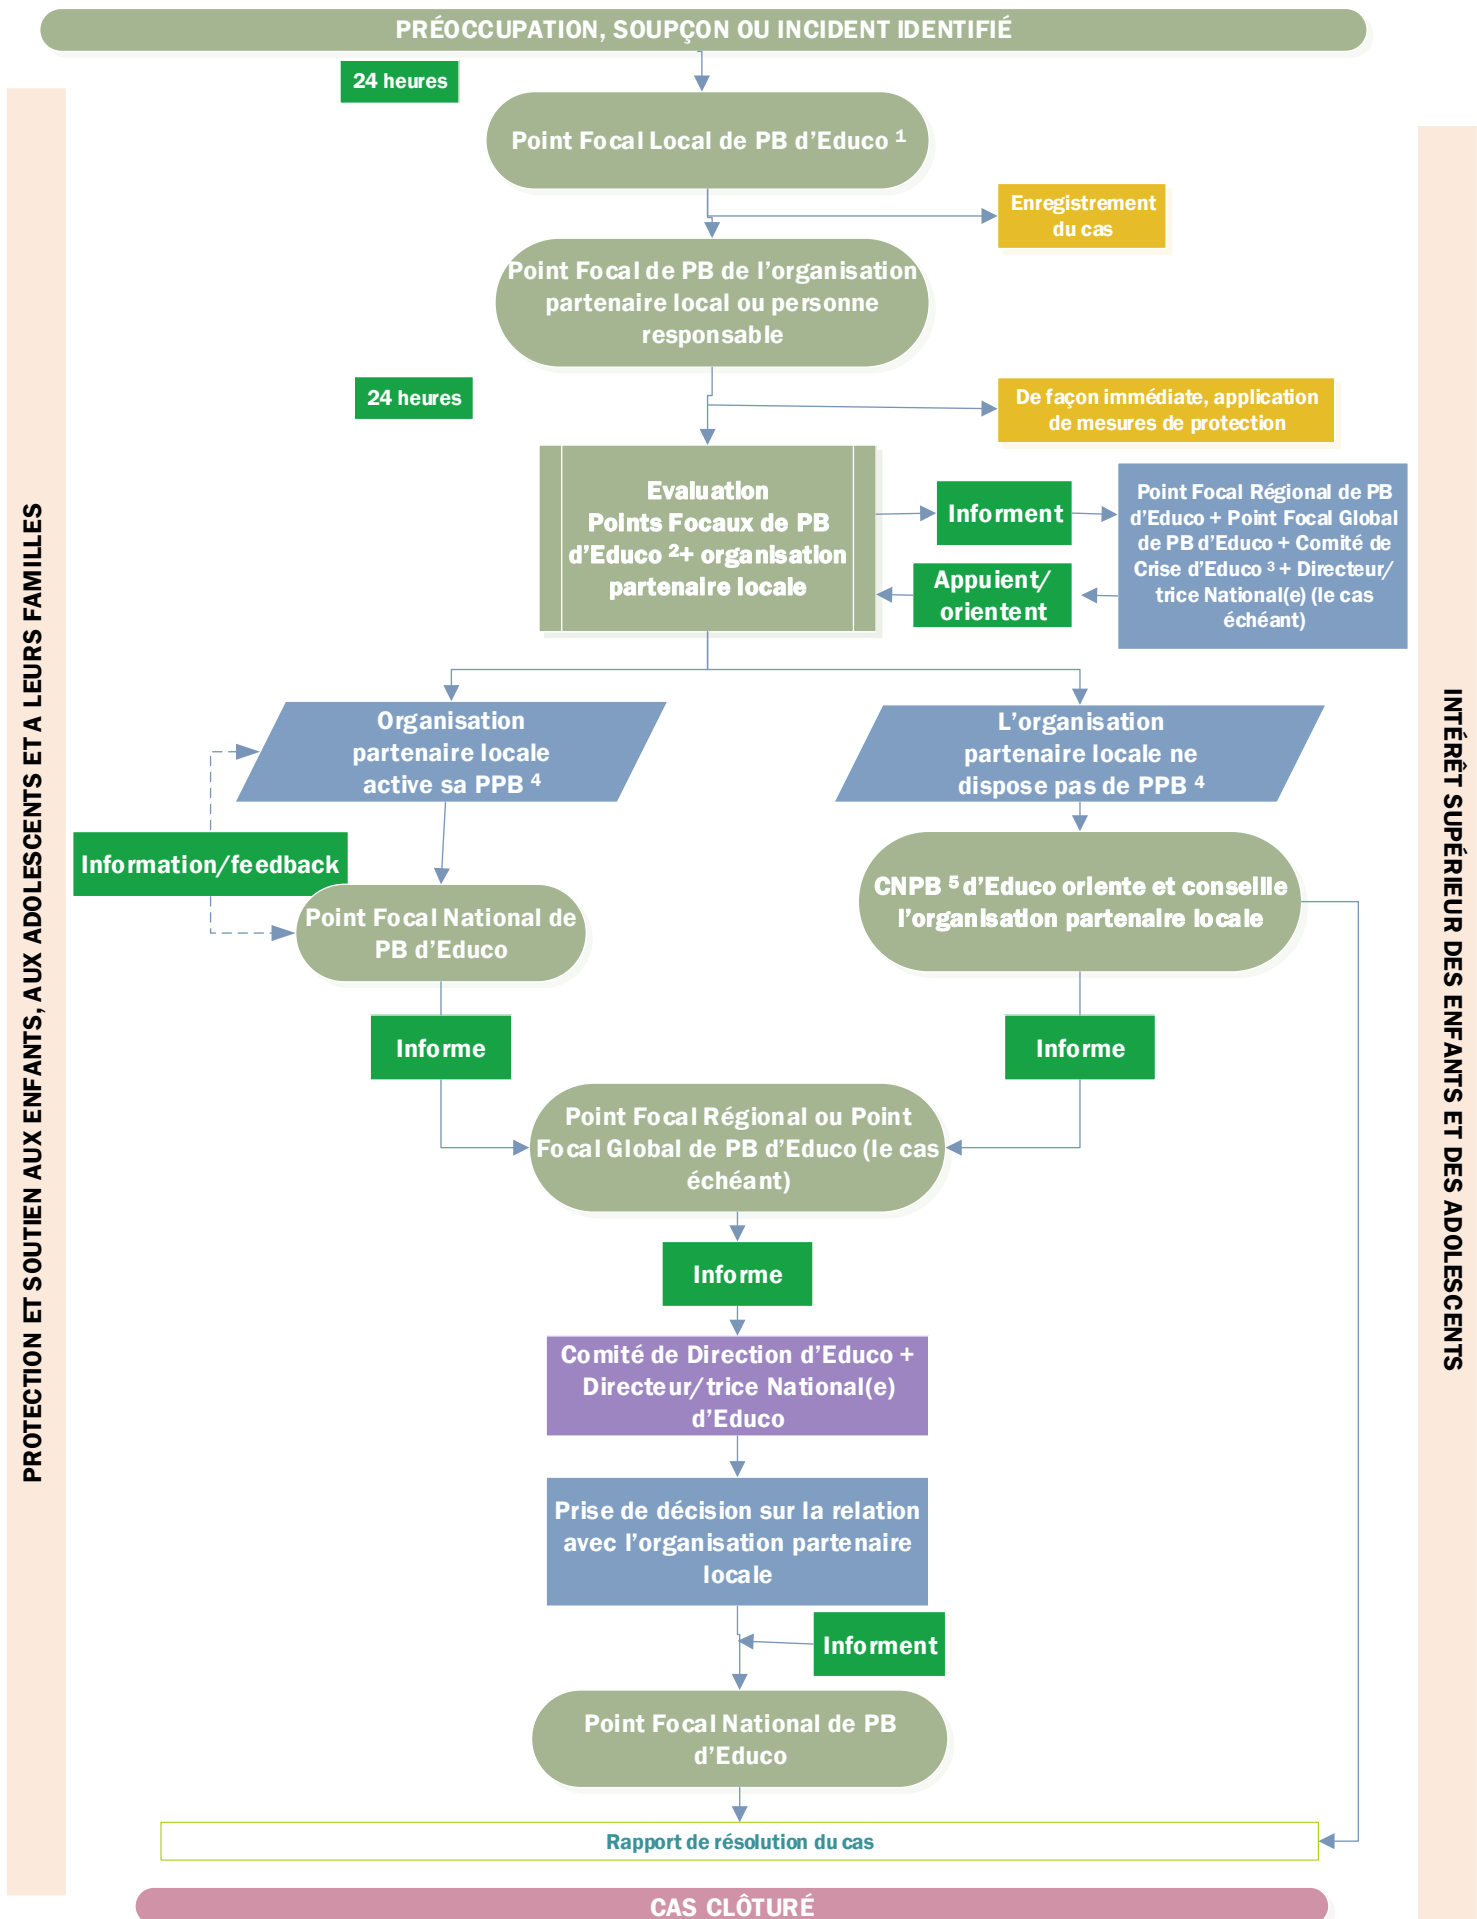 PRÉOCCUPATION, SOUPÇON OU INCIDENT IDENTIFIÉ
24 heures
Point Focal Local de PB d’Educo 1
Enregistrement
du cas
Point Focal de PB de l’organisation
partenaire local ou personne
responsable
24 heures
De façon immédiate, application
de mesures de protection
Evaluation
Points Focaux de PB
d’Educo 2+ organisation
partenaire locale
Informent
Appuient/
orientent
Point Focal Régional de PB
d’Educo + Point Focal Global
de PB d’Educo + Comité de
Crise d’Educo 3 + Directeur/
trice National(e) (le cas
échéant)
Organisation
partenaire locale
active sa PPB 4
L’organisation
partenaire locale ne
dispose pas de PPB 4
Information/feedback
Point Focal National de
PB d’Educo
CNPB 5 d’Educo oriente et conseille
l’organisation partenaire locale
Informe
Informe
Point Focal Régional ou Point
Focal Global de PB d’Educo (le cas
échéant)
Informe
Comité de Direction d’Educo +
Directeur/trice National(e)
d’Educo
Prise de décision sur la relation
avec l’organisation partenaire
locale
Informent
Point Focal National de PB
d’Educo
Rapport de résolution du cas
CAS CLÔTURÉ
PROTECTION ET SOUTIEN AUX ENFANTS, AUX ADOLESCENTS ET A LEURS FAMILLES
INTÉRÊT SUPÉRIEUR DES ENFANTS ET DES ADOLESCENTS